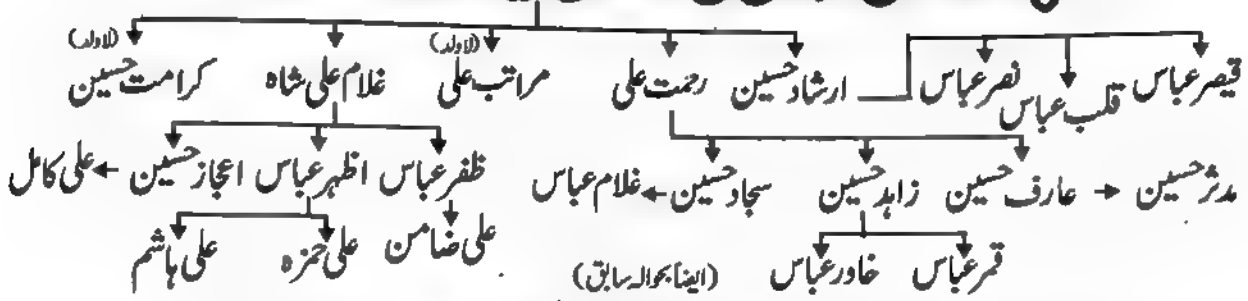 قیصر عباس قلب عباس نصر عباس ارشاد حسین رحمت علی مراتب علی (لاولد) غلام علی شاہ کرامت حسین (لاولد)
مدثر حسین عارف حسین زاہد حسین سجاد حسین غلام عباس ظفر عباس اظہر عباس اعجاز حسین علی کامل
قمر عباس خاور عباس (ایضاً بحوالہ سابق) علی ضامن علی حمزہ علی ہاشم